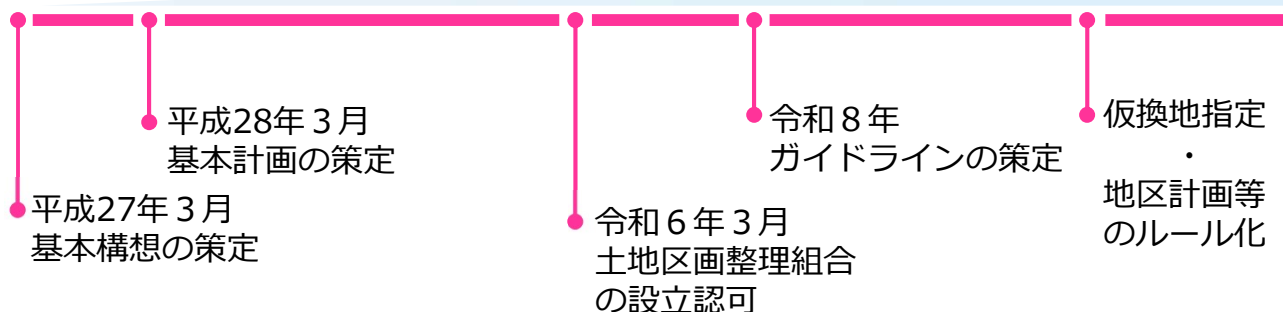 平成27年３月
基本構想の策定
平成28年３月
基本計画の策定
令和６年３月
土地区画整理組合
の設立認可
令和８年
ガイドラインの策定
仮換地指定
・
地区計画等
のルール化